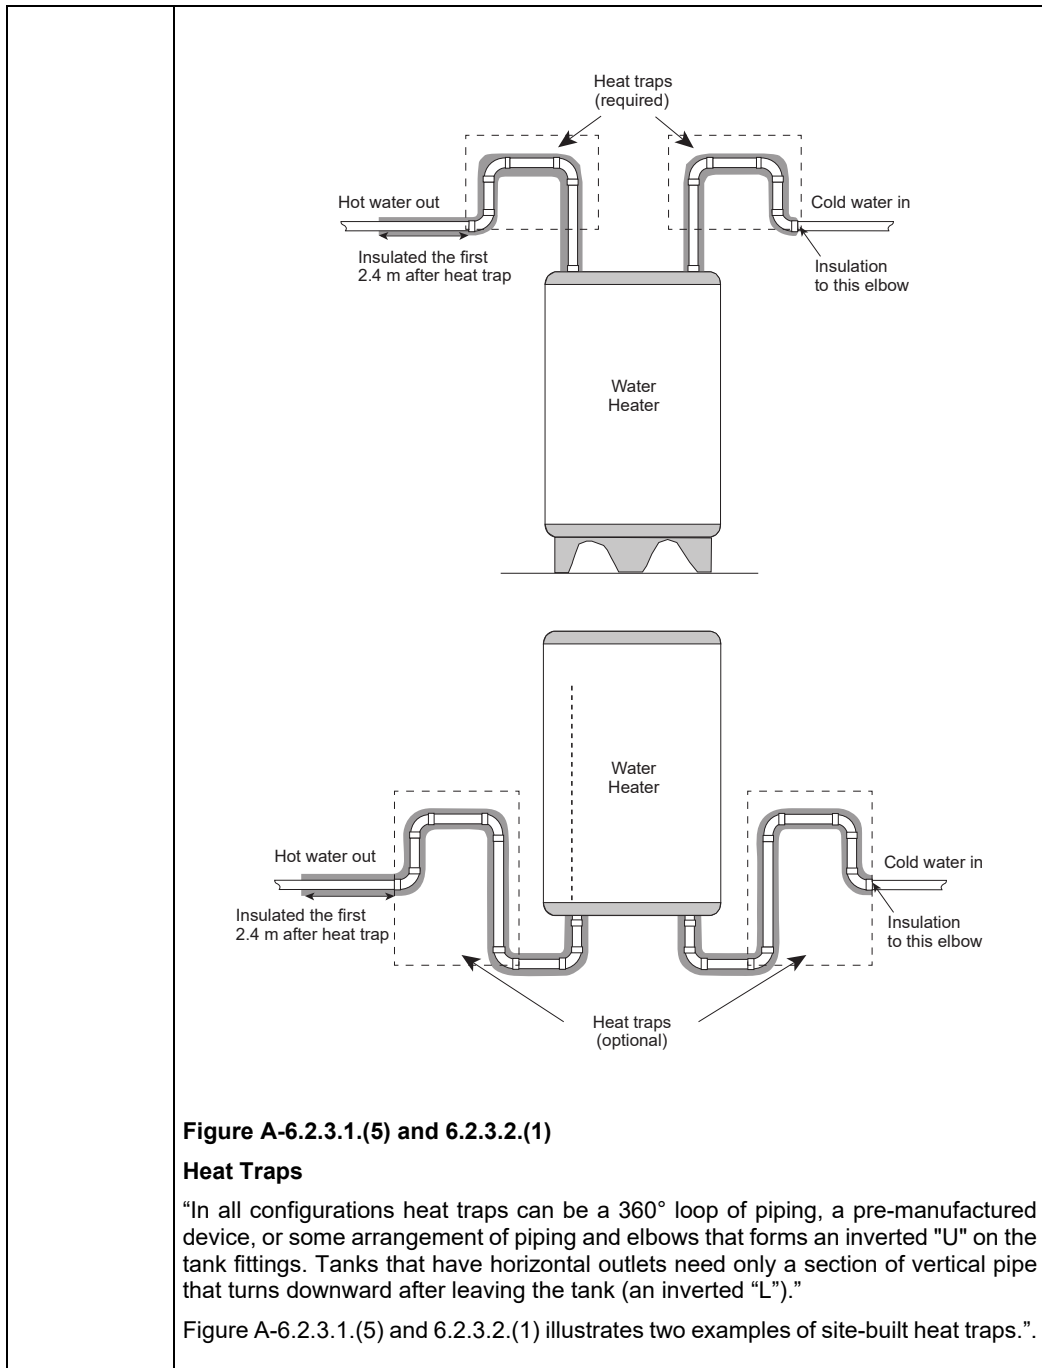 Heat traps
(required)
Hot water out
Cold water in
Insulated the first
2.4 m after heat trap
Insulation
to this elbow
Water
Heater
Water
Heater
Hot water out
Cold water in
Insulated the first
2.4 m after heat trap
Insulation
to this elbow
Heat traps
(optional)
Figure A-6.2.3.1.(5) and 6.2.3.2.(1)
Heat Traps
“In all configurations heat traps can be a 360° loop of piping, a pre-manufactured
device, or some arrangement of piping and elbows that forms an inverted "U" on the
tank fittings. Tanks that have horizontal outlets need only a section of vertical pipe
that turns downward after leaving the tank (an inverted “L”).”
Figure A-6.2.3.1.(5) and 6.2.3.2.(1) illustrates two examples of site-built heat traps.”.